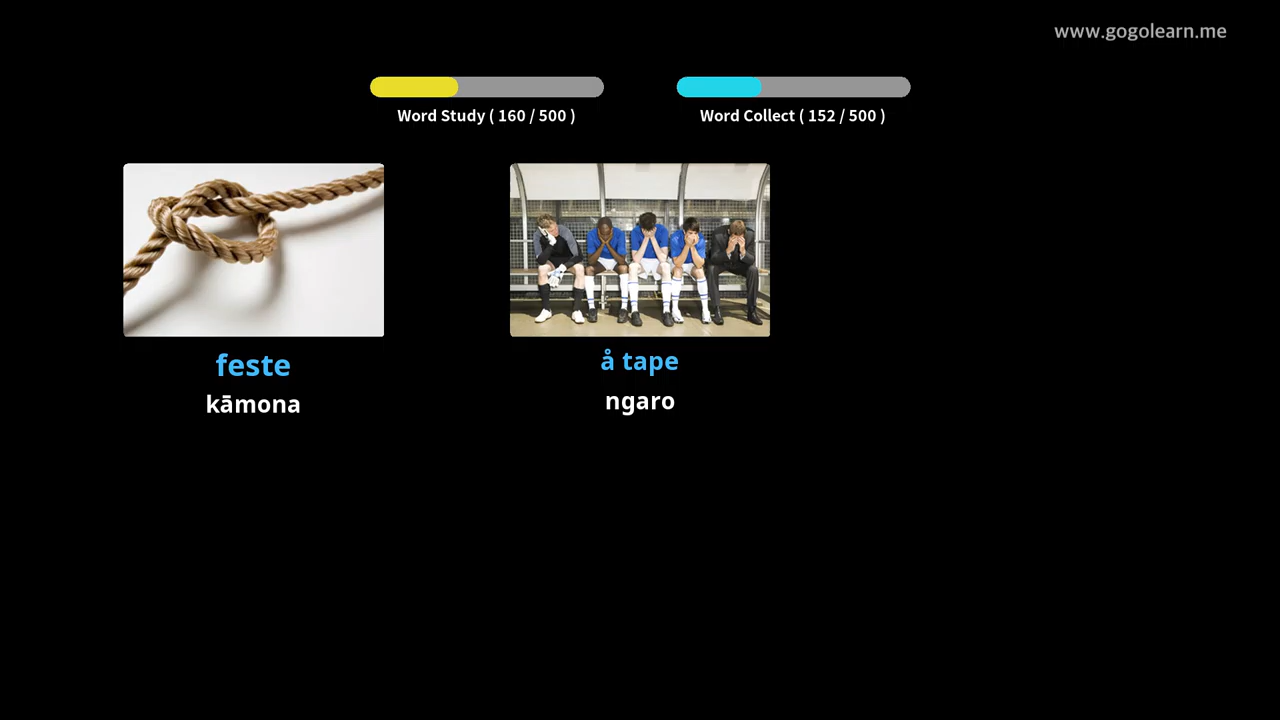 www.gogolearn.me
Word Study ( 160 / 500 )
Word Collect ( 152 / 500 )
feste
kāmona
å tape
ngaro